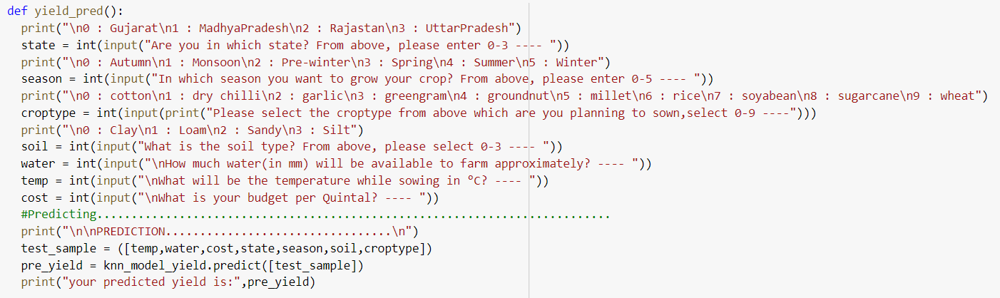 def yield_pred():
  print("\n0 : Gujarat\n1 : MadhyaPradesh\n2 : Rajastan\n3 : UttarPradesh")
  state = int(input("Are you in which state? From above, please enter 0-3 ---- "))
  print("\n0 : Autumn\n1 : Monsoon\n2 : Pre-winter\n3 : Spring\n4 : Summer\n5 : Winter")
  season = int(input("In which season you want to grow your crop? From above, please enter 0-5 ---- "))
  print("\n0 : cotton\n1 : dry chilli\n2 : garlic\n3 : greengram\n4 : groundnut\n5 : millet\n6 : rice\n7 : soyabean\n8 : sugarcane\n9 : wheat")
  croptype = int(input(print("Please select the croptype from above which are you planning to sown,select 0-9 ----")))
  print("\n0 : Clay\n1 : Loam\n2 : Sandy\n3 : Silt")
  soil = int(input("What is the soil type? From above, please select 0-3 ---- "))
  water = int(input("\nHow much water(in mm) will be available to farm approximately? ---- "))
  temp = int(input("\nWhat will be the temperature while sowing in °C? ---- "))
  cost = int(input("\nWhat is your budget per Quintal? ---- "))
  #Predicting...........................................................................
  print("\n\nPREDICTION.................................\n")
  test_sample = ([temp,water,cost,state,season,soil,croptype])
  pre_yield = knn_model_yield.predict([test_sample])
  print("your predicted yield is:",pre_yield)